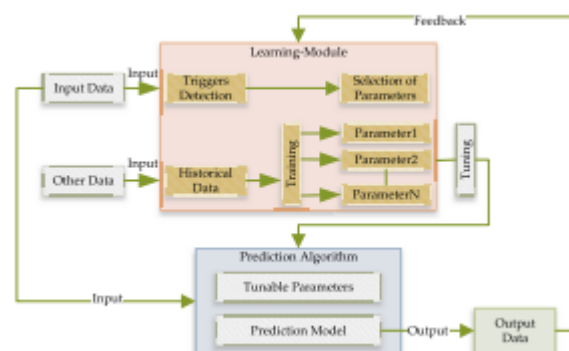 Feedback
Learning-Module
Input Data
Input
Triggers
Detection
Selection of
Parameters
Other Data
Input
Historical
Data
Training
Parameter1
Parameter2
ParameterN
Tuning
Prediction Algorithm
Tunable Parameters
Input
Prediction Model
Output
Output
Data